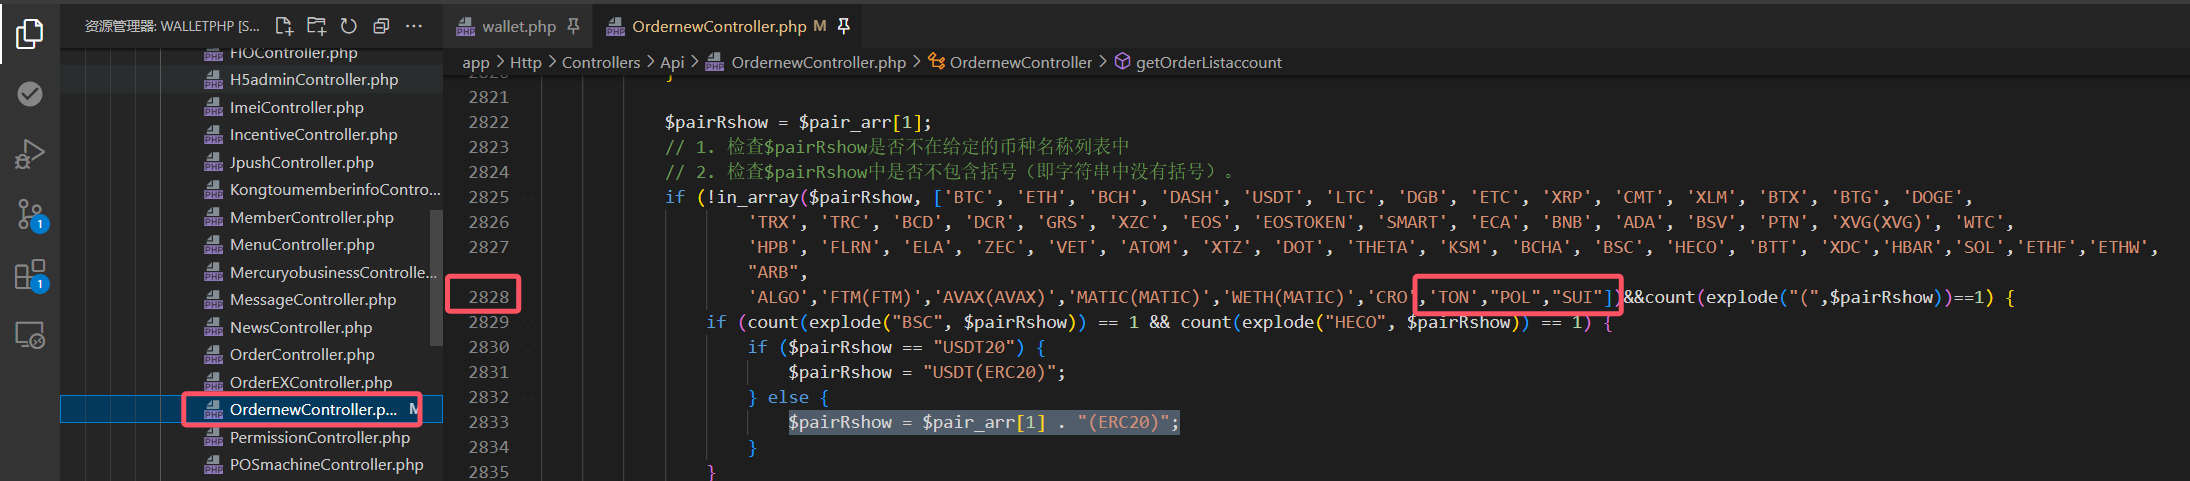 资源管理器: WALLETPHP [S...
FIOController.php
H5adminController.php
ImeiController.php
IncentiveController.php
JpushController.php
KongtoumemberinfoContro...
MemberController.php
MenuController.php
MercuryobusinessControlle...
MessageController.php
NewsController.php
OrderController.php
OrderEXController.php
OrdernewController.p... M
PermissionController.php
POSmachineController.php
1
1
wallet.php
OrdernewController.php M
app > Http > Controllers > Api > OrdernewController.php > OrdernewController > getOrderListaccount
2820 }
2821
2822 $pairRshow = $pair_arr[1];
2823 // 1. 检查$pairRshow是否不在给定的币种名称列表中
2824 // 2. 检查$pairRshow中是否不包含括号（即字符串中没有括号）。
2825 if (!in_array($pairRshow, ['BTC', 'ETH', 'BCH', 'DASH', 'USDT', 'LTC', 'DGB', 'ETC', 'XRP', 'CMT', 'XLM', 'BTX', 'BTG', 'DOGE',
2826 'TRX', 'TRC', 'BCD', 'DCR', 'GRS', 'XZC', 'EOS', 'EOSTOKEN', 'SMART', 'ECA', 'BNB', 'ADA', 'BSV', 'PTN', 'XVG(XVG)', 'WTC',
2827 'HPB', 'FLRN', 'ELA', 'ZEC', 'VET', 'ATOM', 'XTZ', 'DOT', 'THETA', 'KSM', 'BCHA', 'BSC', 'HECO', 'BTT', 'XDC','HBAR','SOL','ETHF','ETHW',
"ARB",
2828 'ALGO','FTM(FTM)','AVAX(AVAX)','MATIC(MATIC)','WETH(MATIC)','CRO','TON',"POL","SUI"])&&count(explode("(",$pairRshow))==1) {
2829 if (count(explode("BSC", $pairRshow)) == 1 && count(explode("HECO", $pairRshow)) == 1) {
2830 if ($pairRshow == "USDT20") {
2831 $pairRshow = "USDT(ERC20)";
2832 } else {
2833 $pairRshow = $pair_arr[1] . "(ERC20)";
2834 }
2835 }